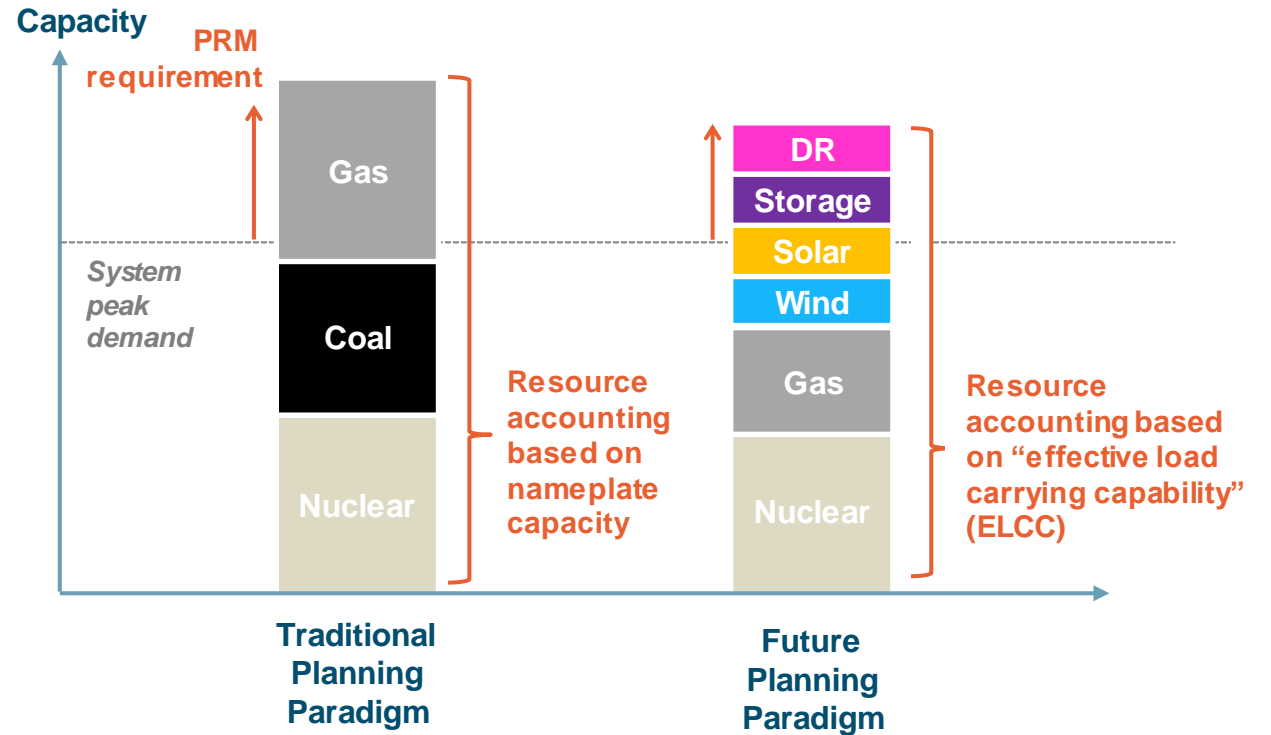 Capacity
PRM
requirement
Gas
Coal
Nuclear
System
peak
demand
Resource
accounting
based on
nameplate
capacity
DR
Storage
Solar
Wind
Gas
Nuclear
Resource
accounting based
on “effective load
carrying capability”
(ELCC)
Traditional
Planning
Paradigm
Future
Planning
Paradigm